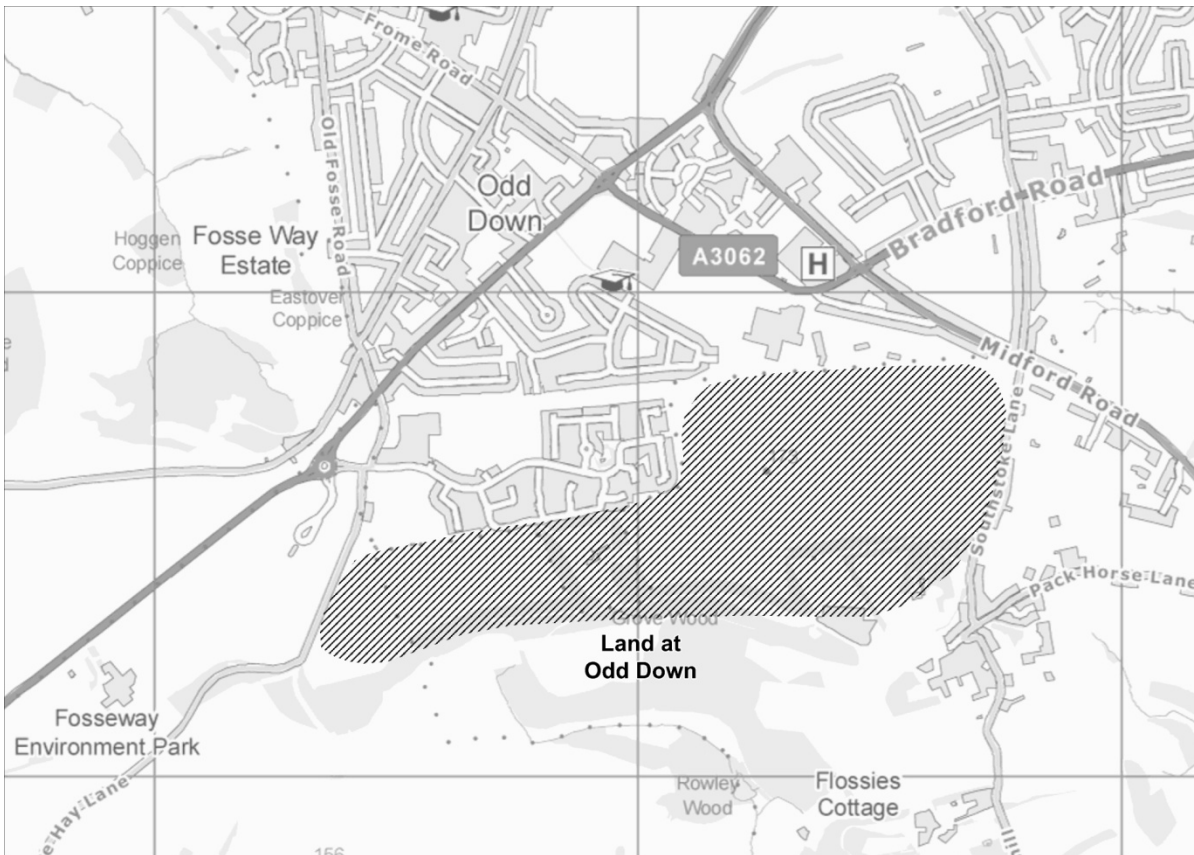 Frome Road
Old Fosse Road
Odd
Down
Hoggen
Coppice
Fosse Way
Estate
Eastover
Coppice
A3062
H
Bradford Road
Midford Road
Southstoke Lane
Pack Horse Lane
Grove Wood
Land at
Odd Down
Fosseway
Environment Park
Hay Lane
Rowley
Wood
Flossies
Cottage